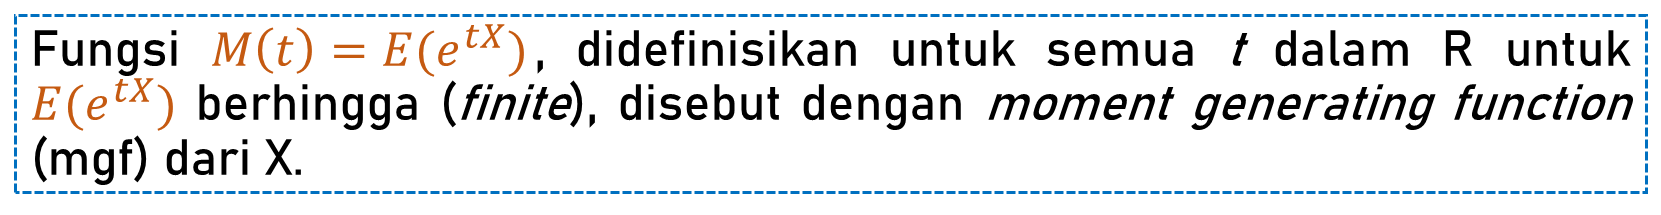 Fungsi M(t) = E(e^{tX}), didefinisikan untuk semua t dalam R untuk
E(e^{tX}) berhingga (finite), disebut dengan moment generating function
(mgf) dari X.